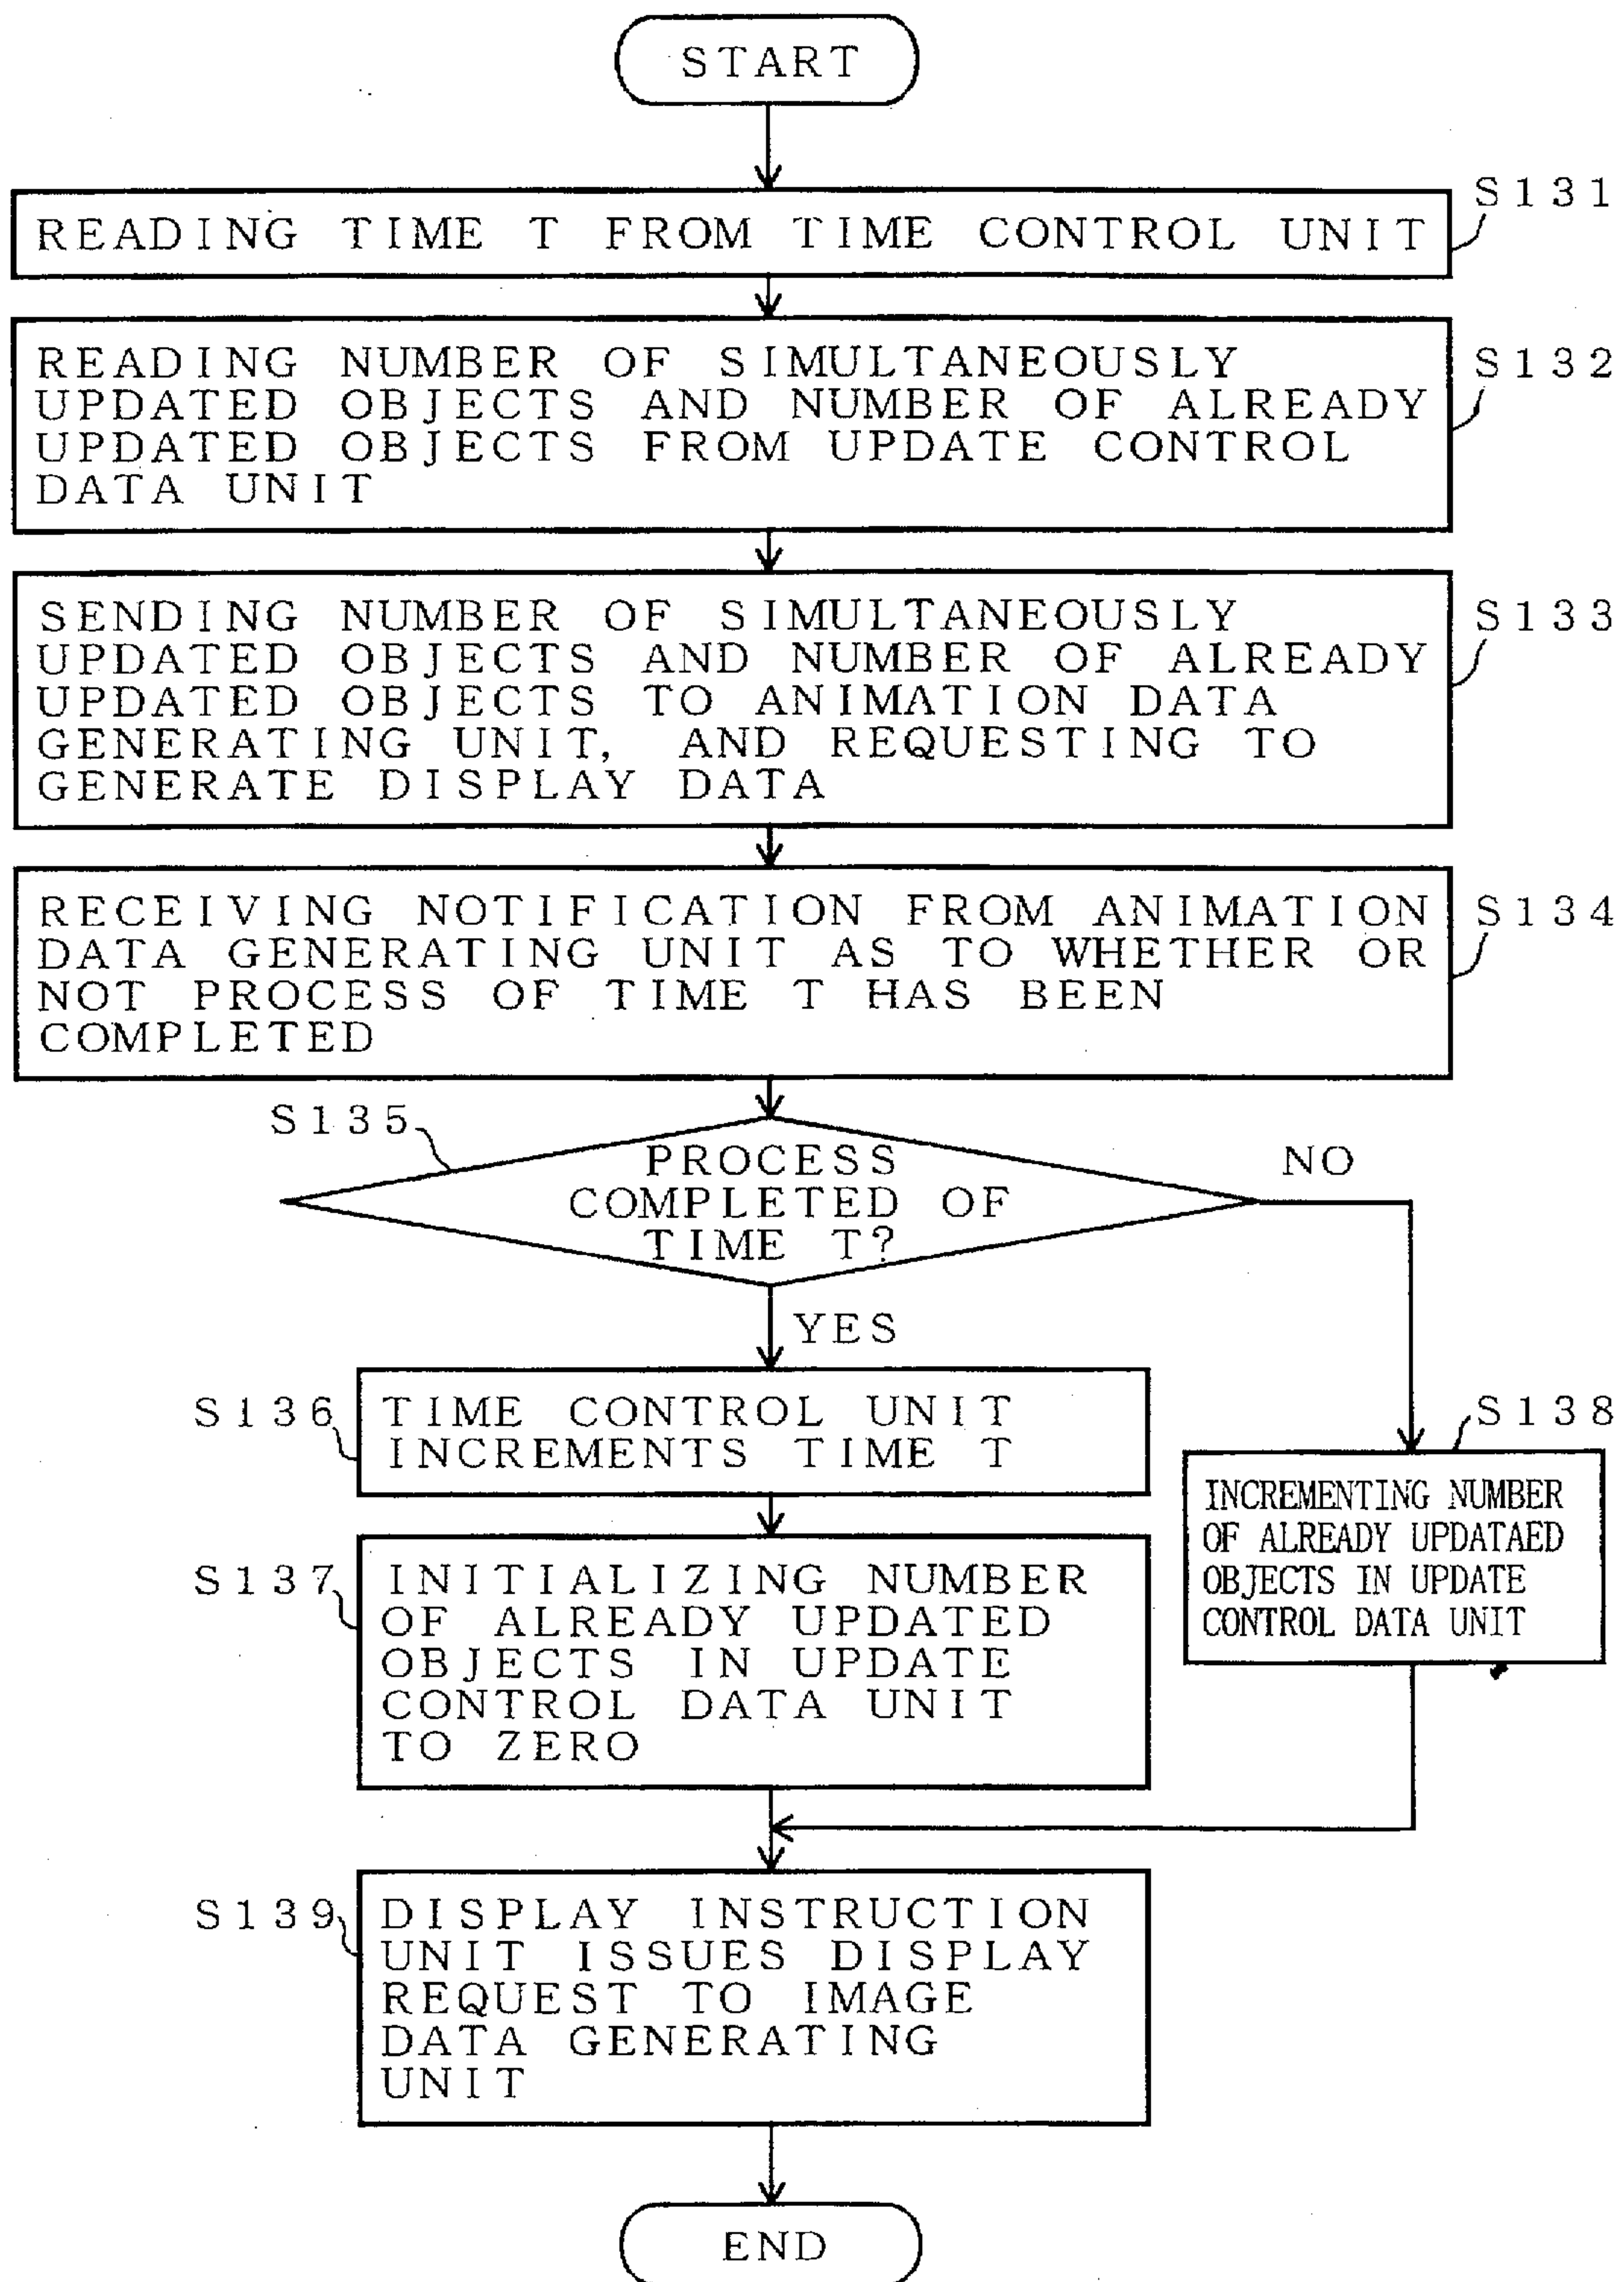 START
S131
READING TIME T FROM TIME CONTROL UNIT
S132
READING NUMBER OF SIMULTANEOUSLY
UPDATED OBJECTS AND NUMBER OF ALREADY
UPDATED OBJECTS FROM UPDATE CONTROL
DATA UNIT
S133
SENDING NUMBER OF SIMULTANEOUSLY
UPDATED OBJECTS AND NUMBER OF ALREADY
UPDATED OBJECTS TO ANIMATION DATA
GENERATING UNIT, AND REQUESTING TO
GENERATE DISPLAY DATA
S134
RECEIVING NOTIFICATION FROM ANIMATION
DATA GENERATING UNIT AS TO WHETHER OR
NOT PROCESS OF TIME T HAS BEEN
COMPLETED
S135
PROCESS
COMPLETED OF
TIME T?
NO
YES
S136
TIME CONTROL UNIT
INCREMENTS TIME T
S138
INCREMENTING NUMBER
OF ALREADY UPDATAED
OBJECTS IN UPDATE
CONTROL DATA UNIT
S137
INITIALIZING NUMBER
OF ALREADY UPDATED
OBJECTS IN UPDATE
CONTROL DATA UNIT
TO ZERO
S139
DISPLAY INSTRUCTION
UNIT ISSUES DISPLAY
REQUEST TO IMAGE
DATA GENERATING
UNIT
END